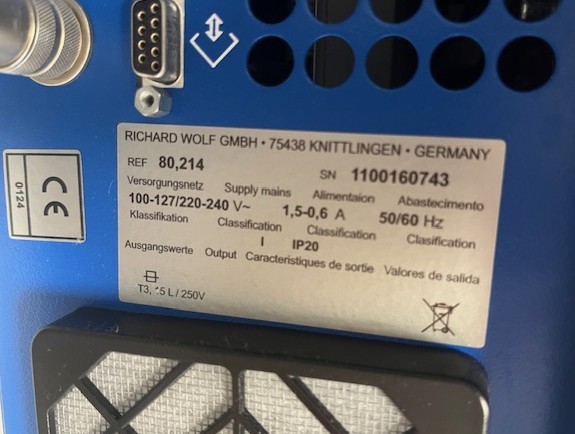 RICHARD WOLF GMBH • 75438 KNITTLINGEN • GERMANY
REF 80,214 SN 1100160743
Versorgungsnetz Supply mains Alimentaion Abastecimento
100-127/220-240 V~ 1,5-0,6 A 50/60 Hz
Klassifikation Classification Classification Clasification
I IP20
Ausgangswerte Output Caracteristiques de sortie Valores de salida
L / 250V
CE
0124